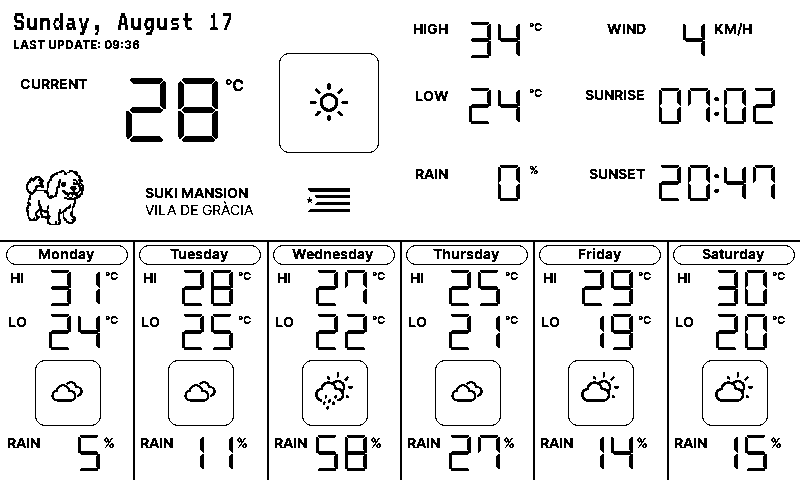 Sunday, August 17
LAST UPDATE: 09:36
CURRENT 28 °C
HIGH 34 °C
WIND 4 KM/H
LOW 24 °C
SUNRISE 07:02
RAIN 0 %
SUNSET 20:47
SUKI MANSION
VILA DE GRÀCIA
Monday
HI 31 °C
LO 24 °C
RAIN 5 %
Tuesday
HI 28 °C
LO 25 °C
RAIN 11 %
Wednesday
HI 27 °C
LO 22 °C
RAIN 58 %
Thursday
HI 25 °C
LO 21 °C
RAIN 27 %
Friday
HI 29 °C
LO 19 °C
RAIN 14 %
Saturday
HI 30 °C
LO 20 °C
RAIN 15 %